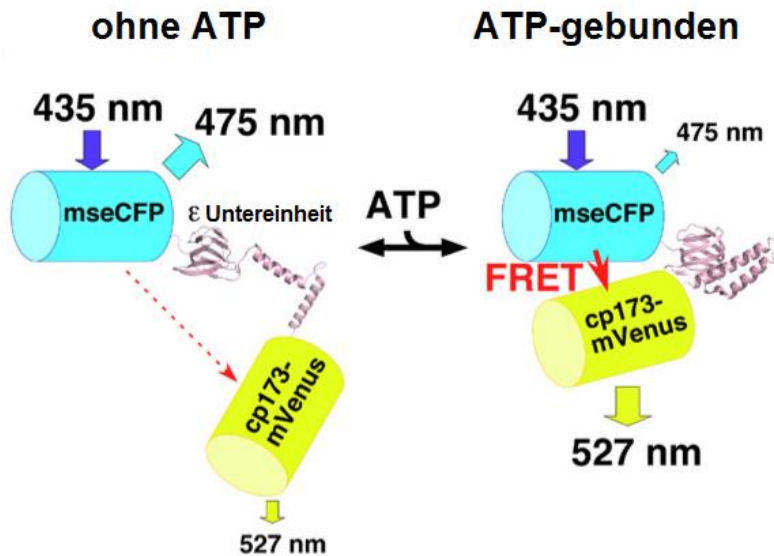 ohne ATP
435 nm
475 nm
mseCFP
ε Untereinheit
cp173-
mVenus
527 nm
ATP
ATP-gebunden
435 nm
475 nm
mseCFP
FRET
cp173-
mVenus
527 nm